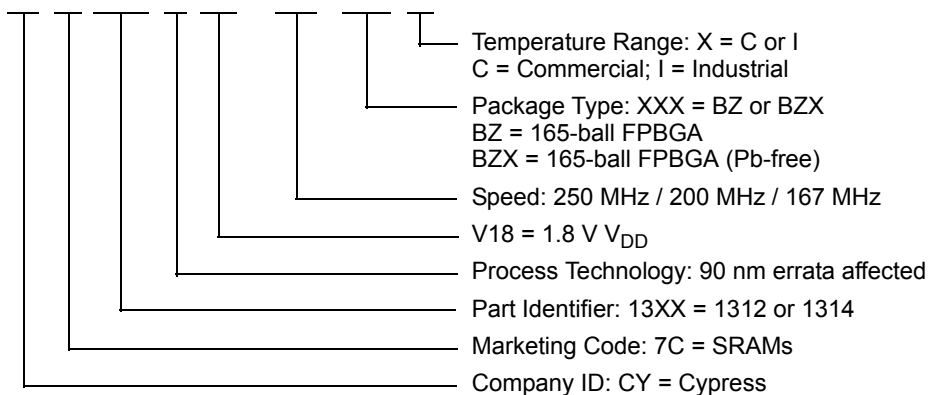 Temperature Range: X = C or I
C = Commercial; I = Industrial
Package Type: XXX = BZ or BZX
BZ = 165-ball FPBGA
BZX = 165-ball FPBGA (Pb-free)
Speed: 250 MHz / 200 MHz / 167 MHz
V18 = 1.8 V VDD
Process Technology: 90 nm errata affected
Part Identifier: 13XX = 1312 or 1314
Marketing Code: 7C = SRAMs
Company ID: CY = Cypress